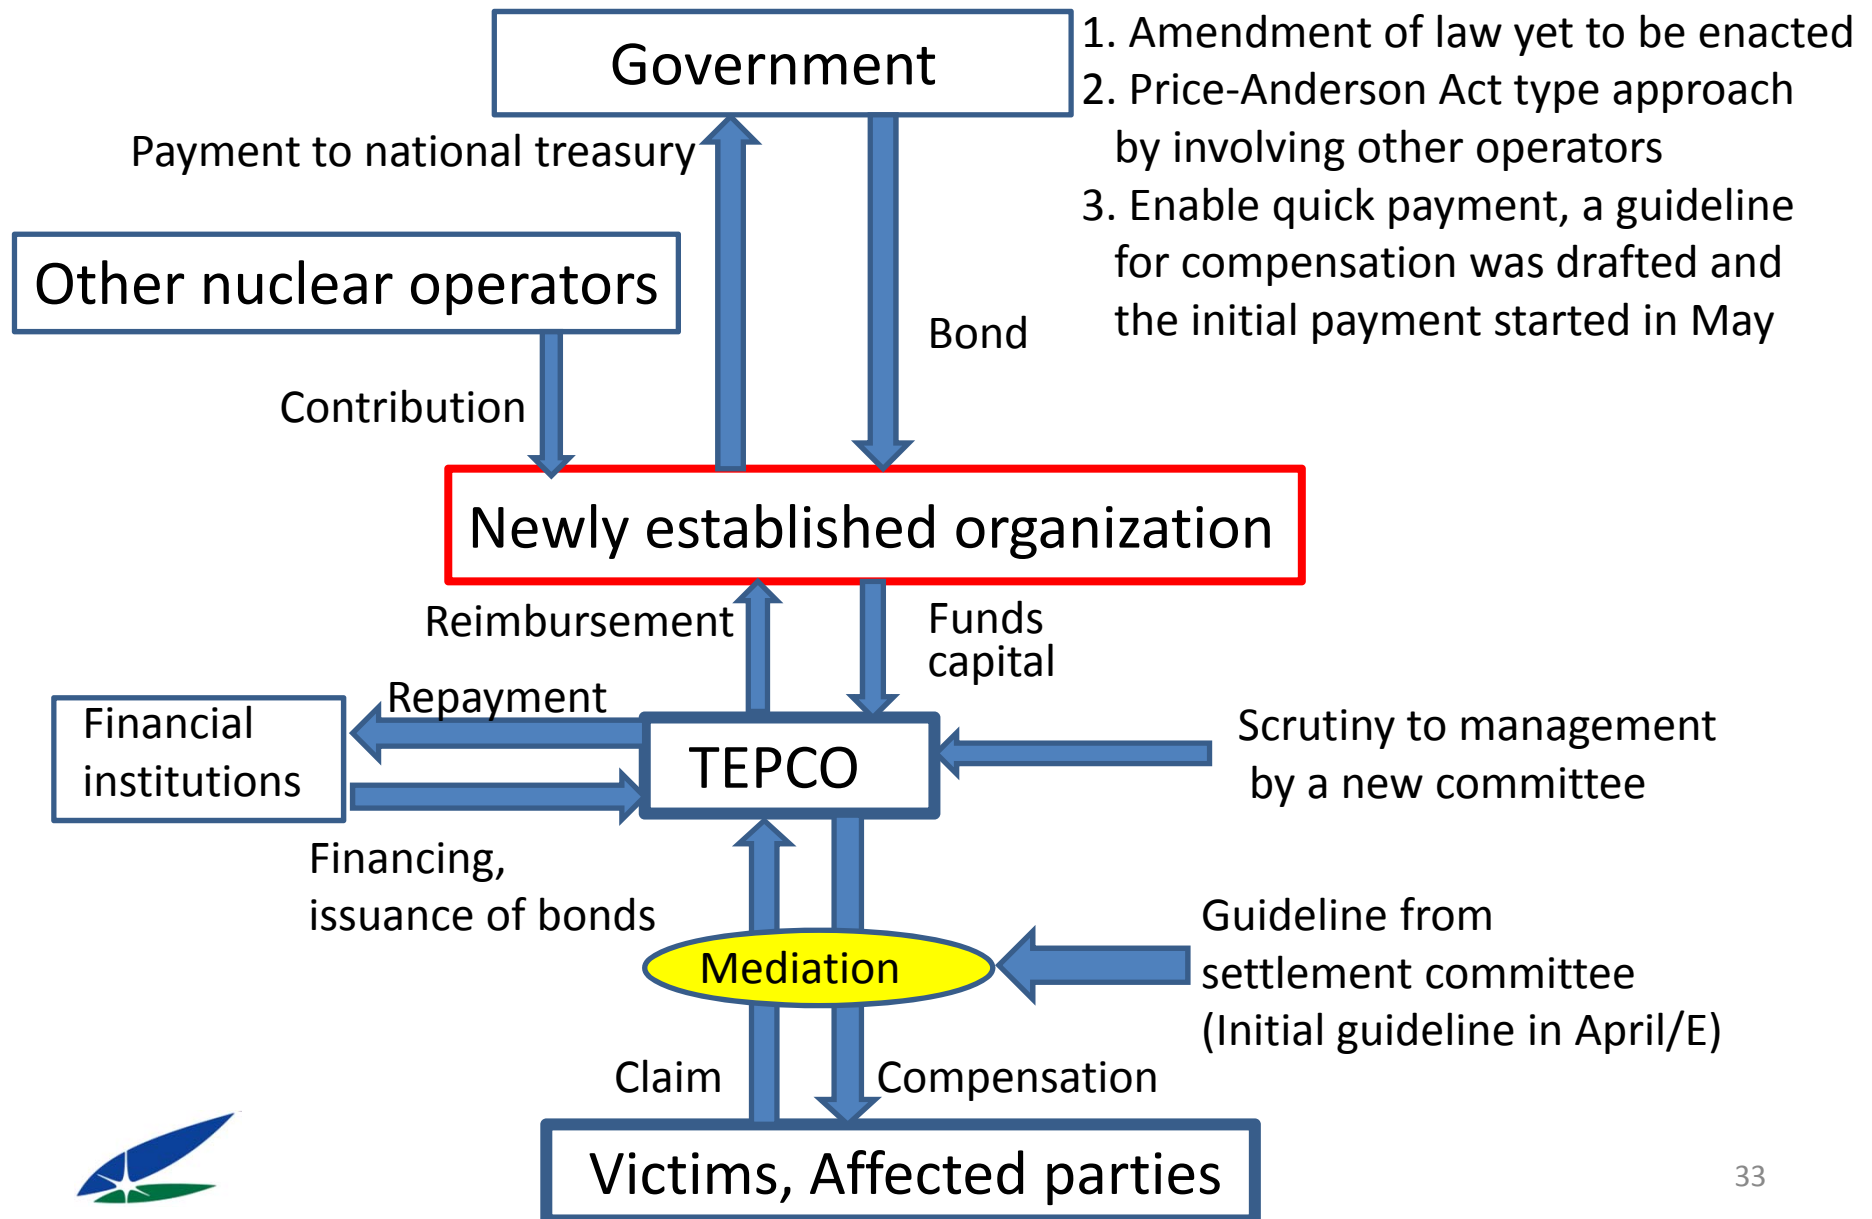 Government
1. Amendment of law yet to be enacted
2. Price-Anderson Act type approach
by involving other operators
3. Enable quick payment, a guideline
for compensation was drafted and
the initial payment started in May
Payment to national treasury
Other nuclear operators
Bond
Contribution
Newly established organization
Reimbursement
Funds
capital
Repayment
Financial
institutions
TEPCO
Scrutiny to management
by a new committee
Financing,
issuance of bonds
Mediation
Guideline from
settlement committee
(Initial guideline in April/E)
Claim
Compensation
Victims, Affected parties
33